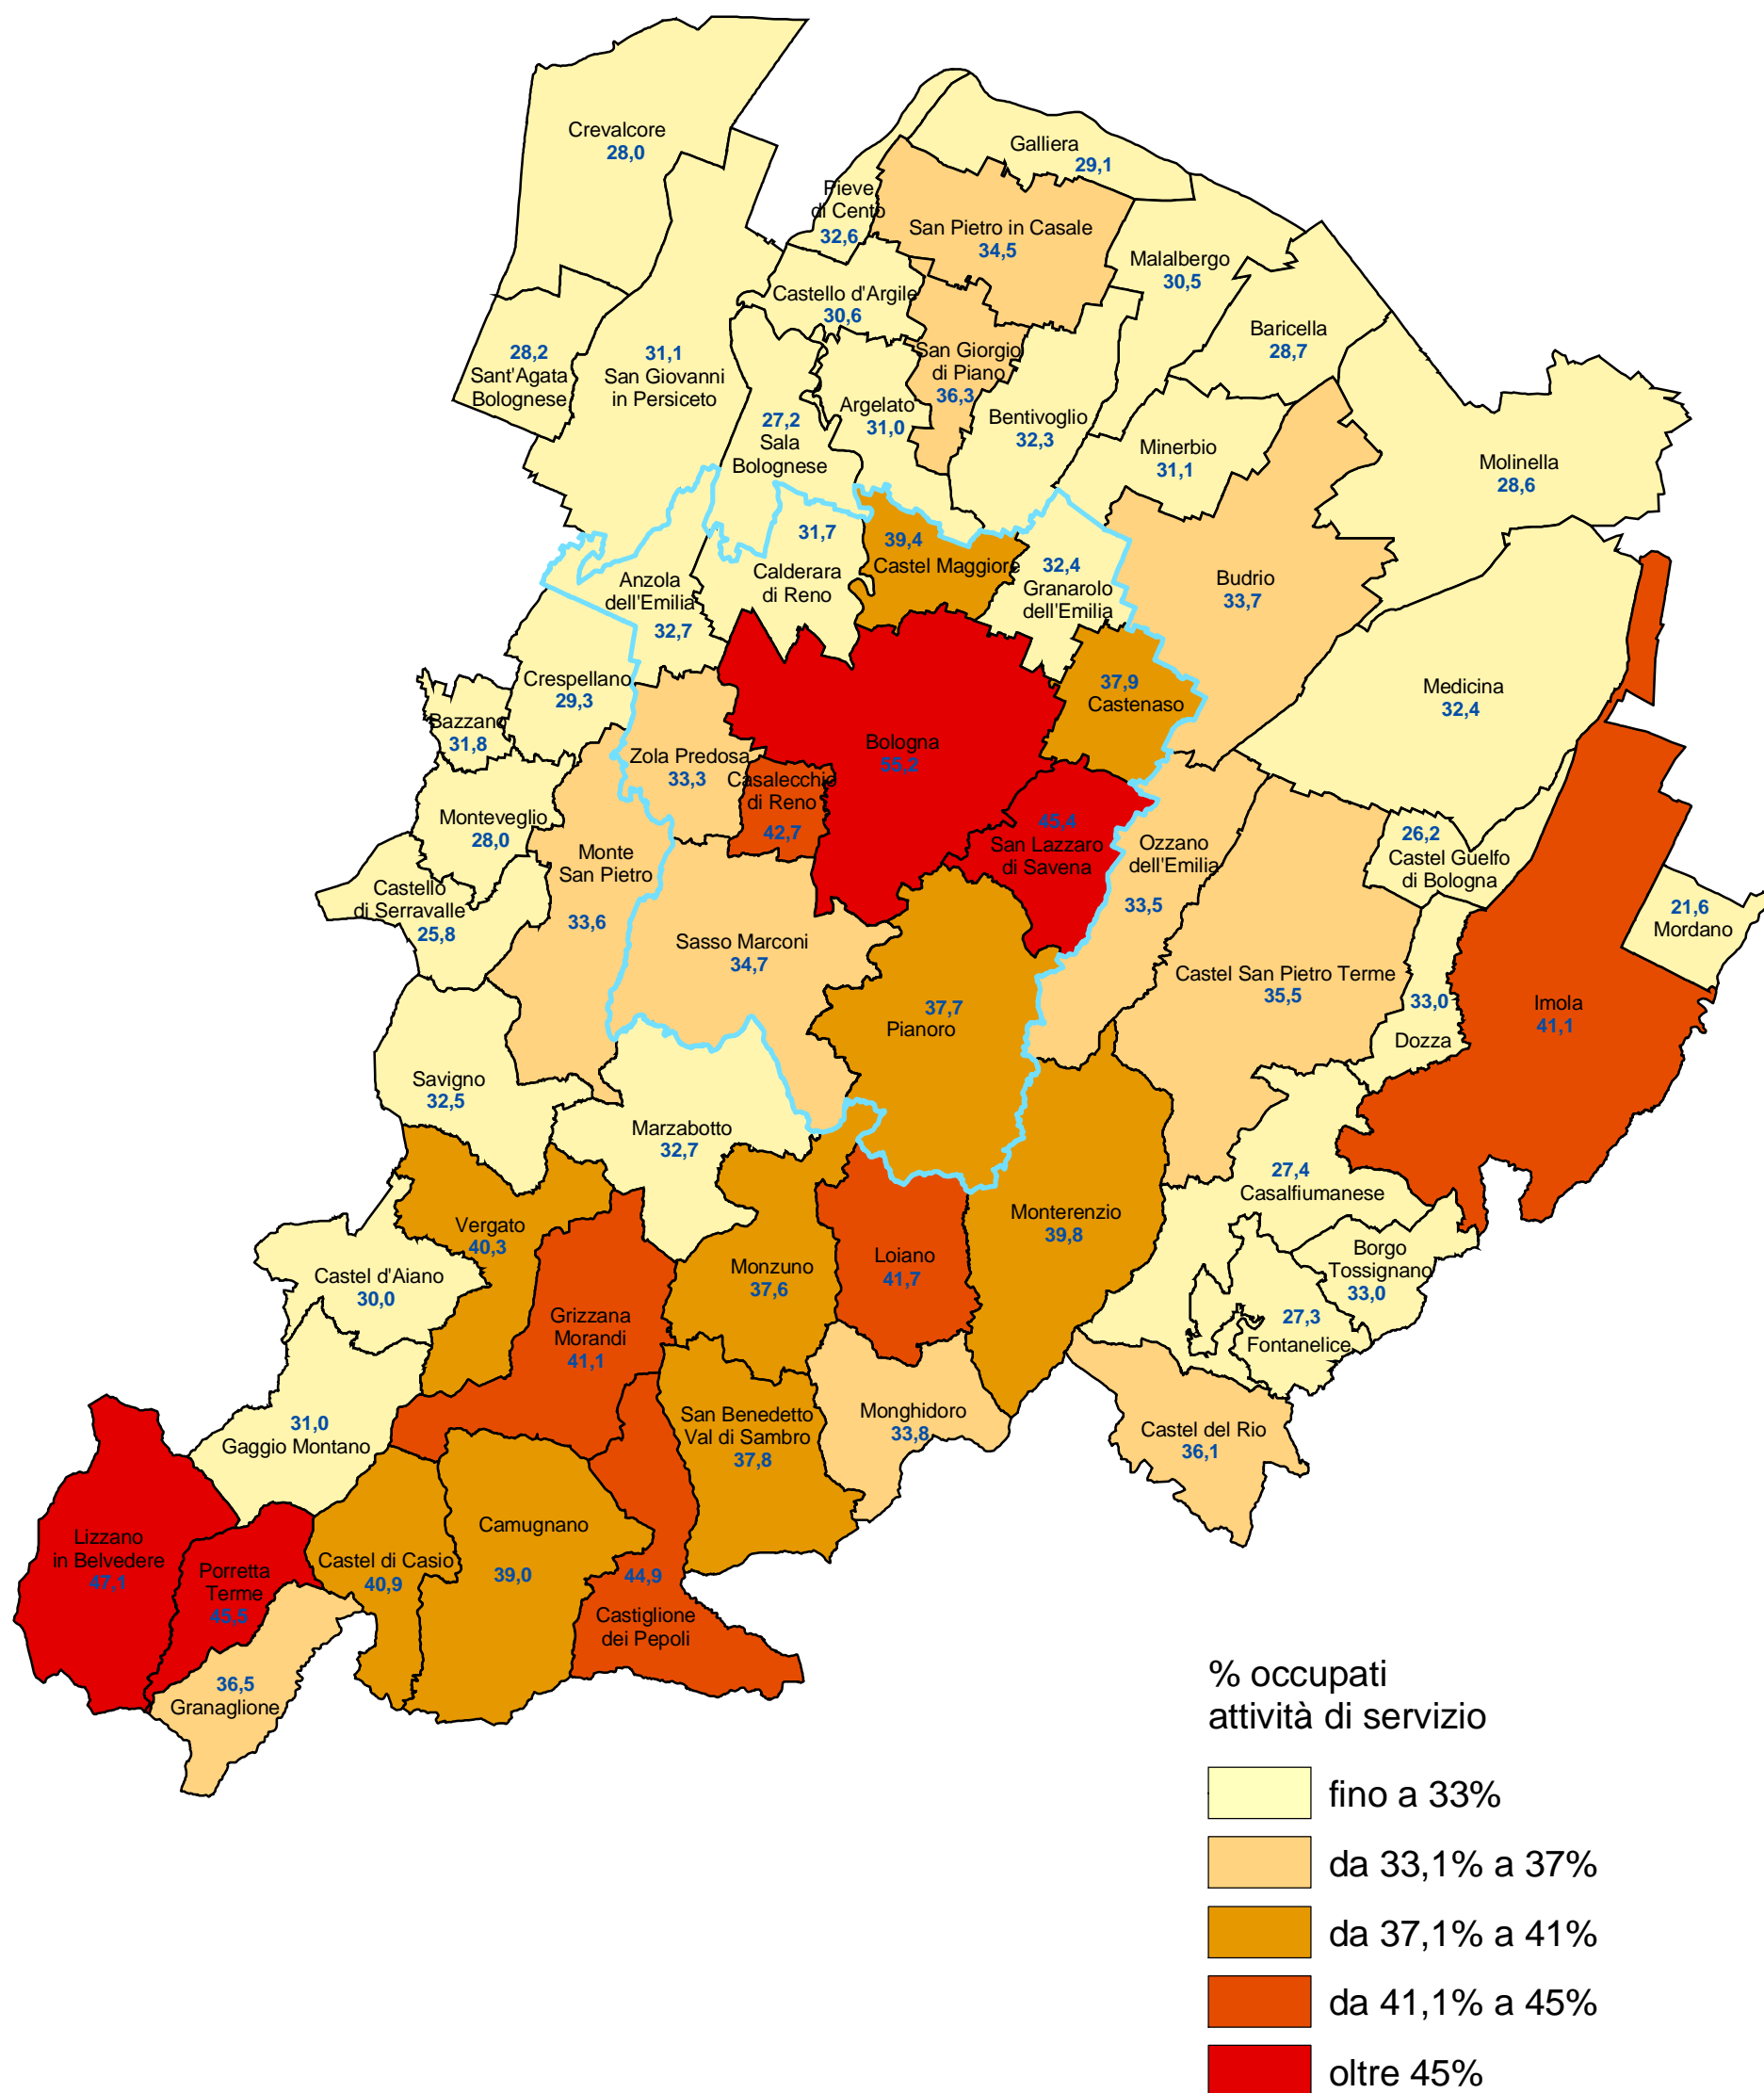 Crevalcore
28,0
Galliera
29,1
Pieve
di Cento
32,6
San Pietro in Casale
34,5
Malalbergo
30,5
Castello d'Argile
30,6
Baricella
28,7
28,2
Sant'Agata
Bolognese
31,1
San Giovanni
in Persiceto
San Giorgio
di Piano
36,3
Argelato
31,0
Bentivoglio
32,3
27,2
Sala
Bolognese
Minerbio
31,1
Molinella
28,6
31,7
Calderara
di Reno
39,4
Castel Maggiore
32,4
Granarolo
dell'Emilia
Budrio
33,7
Anzola
dell'Emilia
32,7
Crespellano
29,3
37,9
Castenaso
Medicina
32,4
Bazzano
31,8
Bologna
55,2
Zola Predosa
33,3
Casalecchio
di Reno
42,7
Monteveglio
28,0
45,4
San Lazzaro
di Savena
Ozzano
dell'Emilia
33,5
26,2
Castel Guelfo
di Bologna
Monte
San Pietro
33,6
Castello
di Serravalle
25,8
21,6
Mordano
Sasso Marconi
34,7
Castel San Pietro Terme
35,5
33,0
Dozza
Imola
41,1
37,7
Pianoro
Savigno
32,5
Marzabotto
32,7
27,4
Casalfiumanese
Vergato
40,3
Monterenzio
39,8
Loiano
41,7
Monzuno
37,6
Borgo
Tossignano
33,0
Castel d'Aiano
30,0
Grizzana
Morandi
41,1
27,3
Fontanelice
San Benedetto
Val di Sambro
37,8
Monghidoro
33,8
31,0
Gaggio Montano
Castel del Rio
36,1
Camugnano
39,0
Lizzano
in Belvedere
47,1
Porretta
Terme
45,5
Castel di Casio
40,9
44,9
Castiglione
dei Pepoli
36,5
Granaglione
% occupati
attività di servizio
fino a 33%
da 33,1% a 37%
da 37,1% a 41%
da 41,1% a 45%
oltre 45%